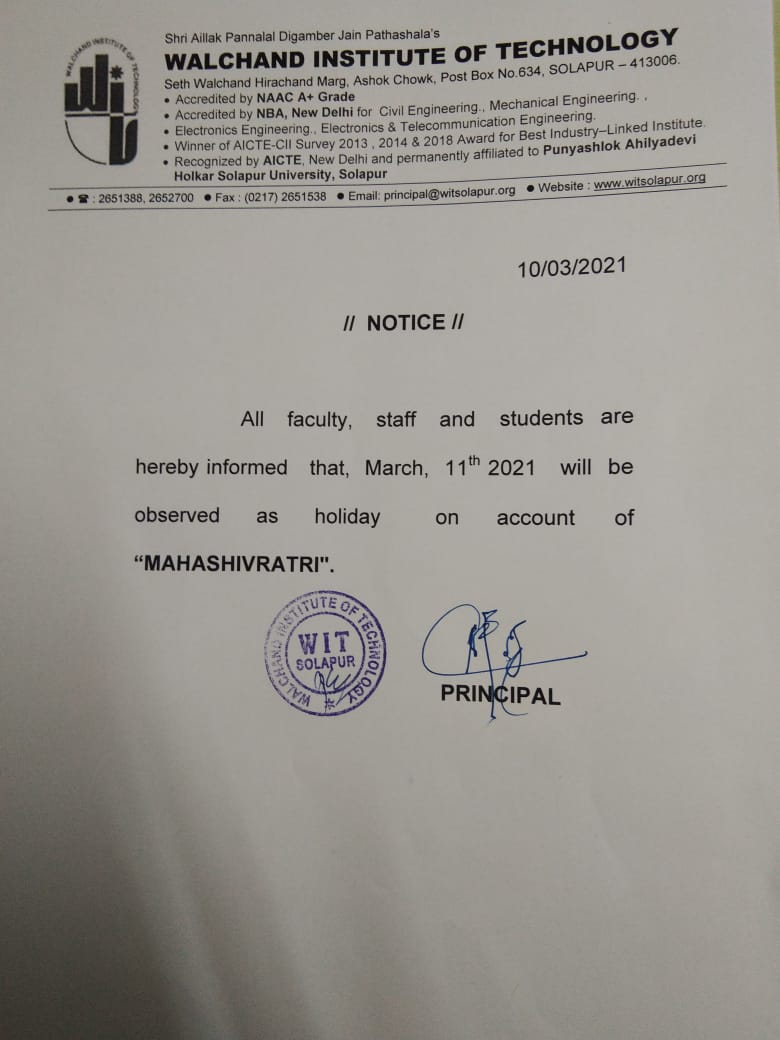 Shri Aillak Pannalal Digamber Jain Pathashala's
WALCHAND INSTITUTE OF TECHNOLOGY
Seth Walchand Hirachand Marg, Ashok Chowk, Post Box No.634, SOLAPUR – 413006.
• Accredited by NAAC A+ Grade
• Accredited by NBA, New Delhi for Civil Engineering., Mechanical Engineering. ,
• Electronics Engineering., Electronics & Telecommunication Engineering.
• Winner of AICTE-CII Survey 2013 , 2014 & 2018 Award for Best Industry–Linked Institute.
• Recognized by AICTE, New Delhi and permanently affiliated to Punyashlok Ahilyadevi
Holkar Solapur University, Solapur
● ☎ : 2651388, 2652700 ● Fax : (0217) 2651538 ● Email: principal@witsolapur.org ● Website : www.witsolapur.org
WALCHAND INSTITUTE OF TECHNOLOGY
10/03/2021
// NOTICE //
All faculty, staff and students are
hereby informed that, March, 11th 2021 will be
observed as holiday on account of
“MAHASHIVRATRI".
WALCHAND INSTITUTE OF TECHNOLOGY
WIT
SOLAPUR
PRINCIPAL